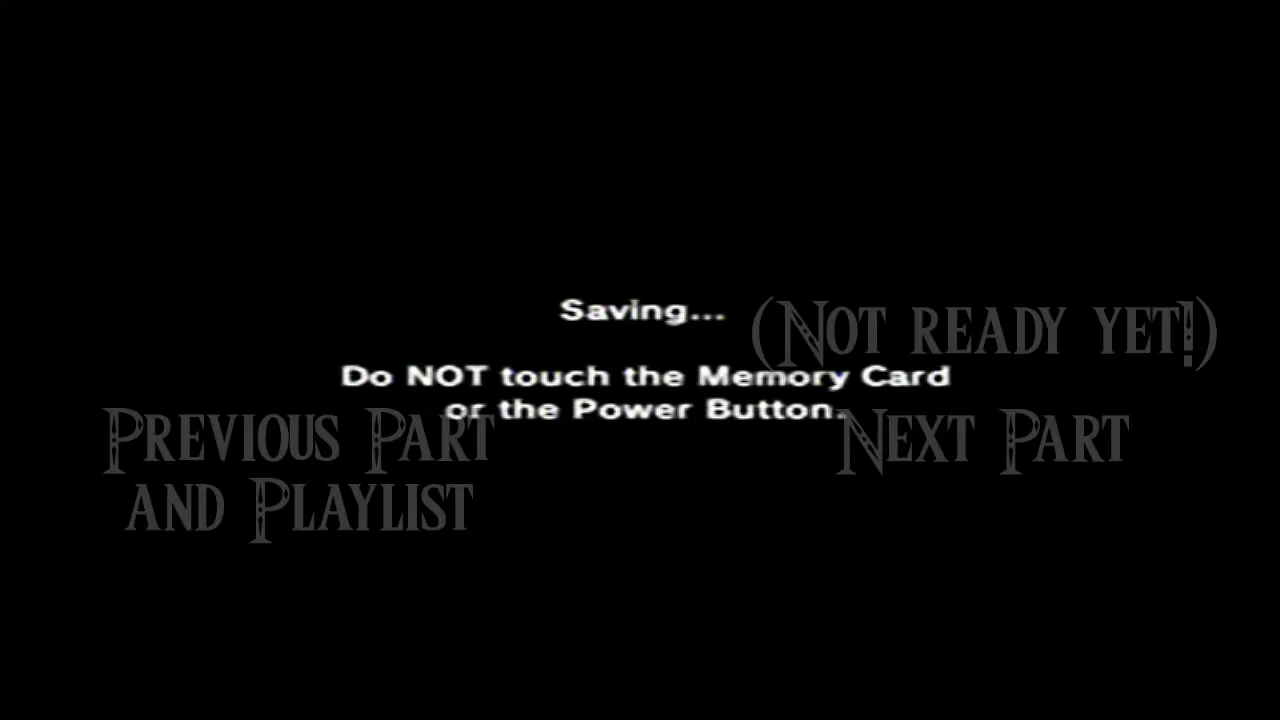 Saving...
(Not ready yet!)
Do NOT touch the Memory Card
or the Power Button.
Previous Part
and Playlist
Next Part